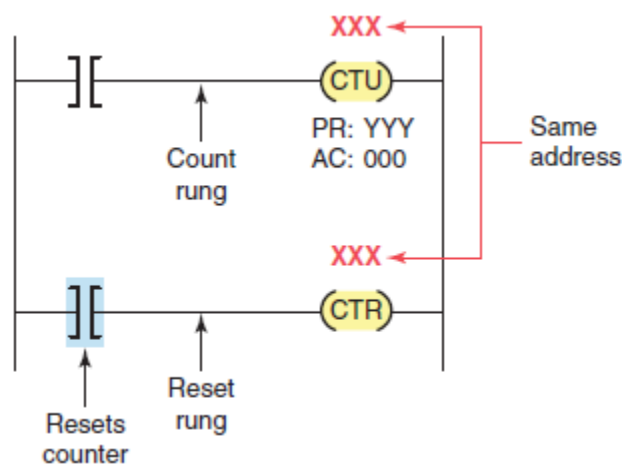 XXX
CTU
PR: YYY
AC: 000
Count
rung
Same
address
XXX
CTR
Reset
rung
Resets
counter